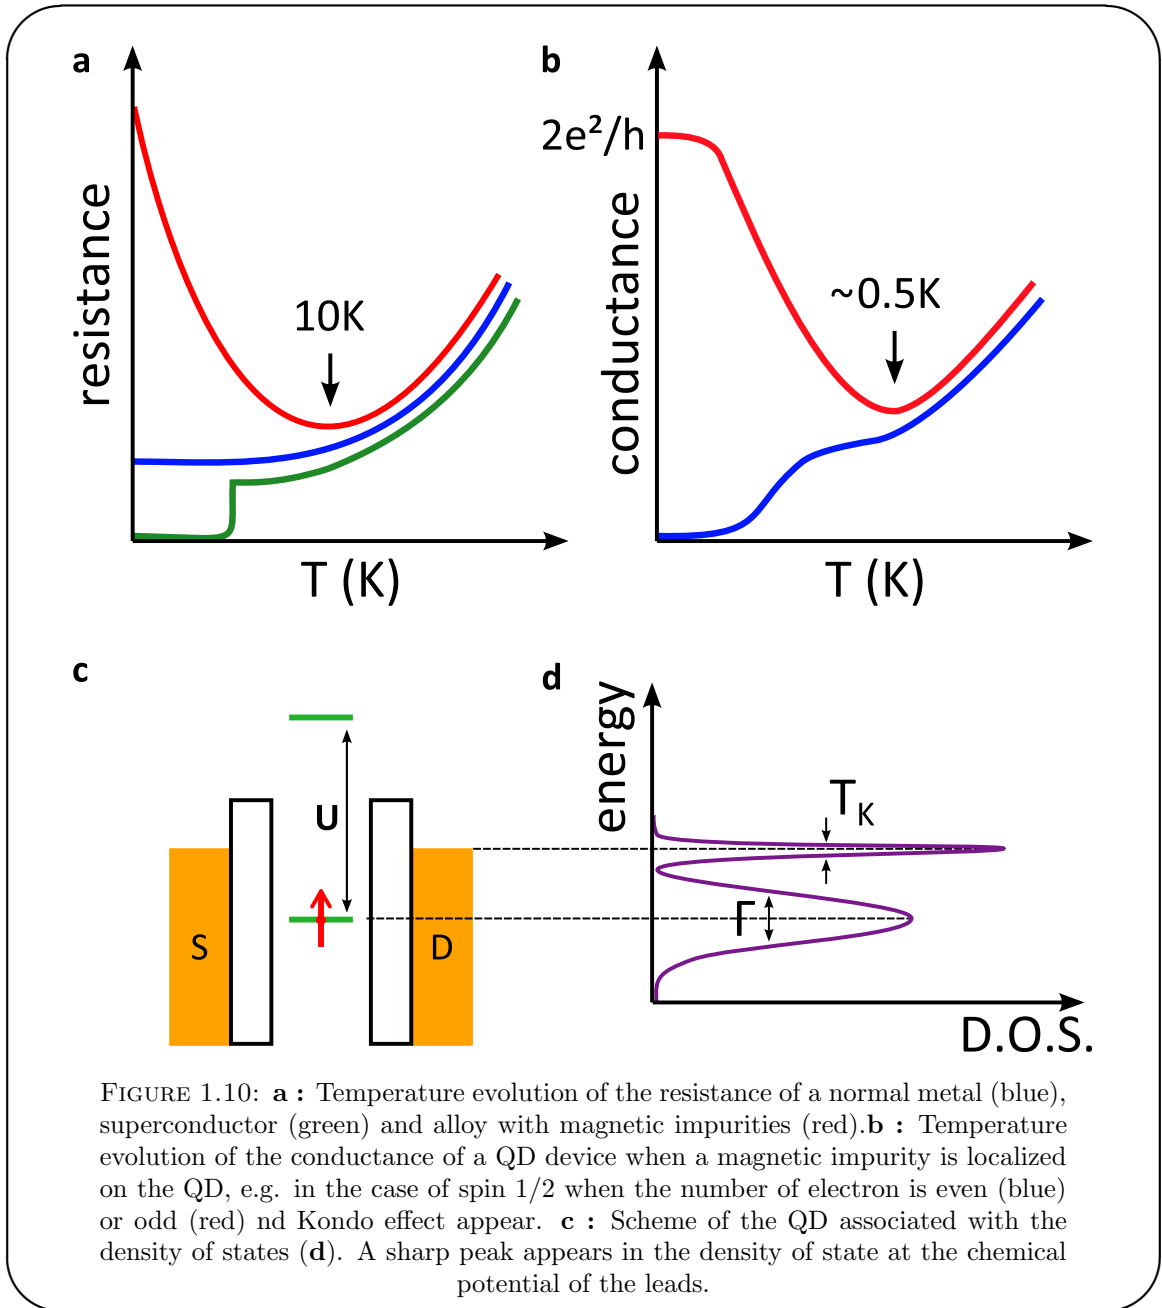 a
resistance
10K
T (K)
b
2e²/h
conductance
~0.5K
T (K)
c
U
S
D
d
energy
T_K
Γ
D.O.S.
FIGURE 1.10: a : Temperature evolution of the resistance of a normal metal (blue),
superconductor (green) and alloy with magnetic impurities (red).b : Temperature
evolution of the conductance of a QD device when a magnetic impurity is localized
on the QD, e.g. in the case of spin 1/2 when the number of electron is even (blue)
or odd (red) nd Kondo effect appear. c : Scheme of the QD associated with the
density of states (d). A sharp peak appears in the density of state at the chemical
potential of the leads.